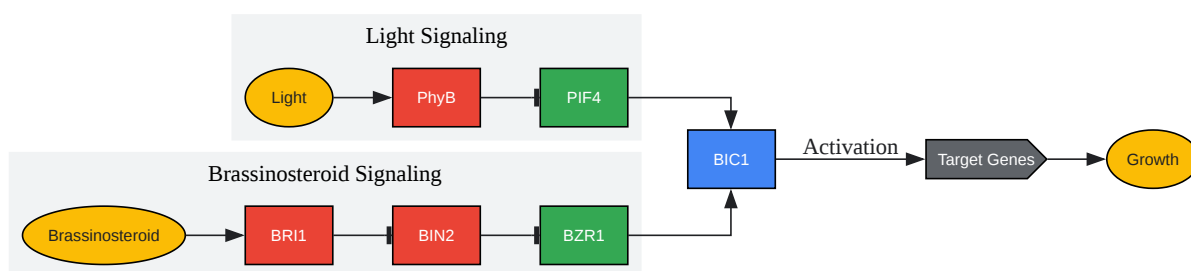 Light Signaling
Light
PhyB
PIF4
Brassinosteroid Signaling
Brassinosteroid
BRI1
BIN2
BZR1
BIC1
Activation
Target Genes
Growth